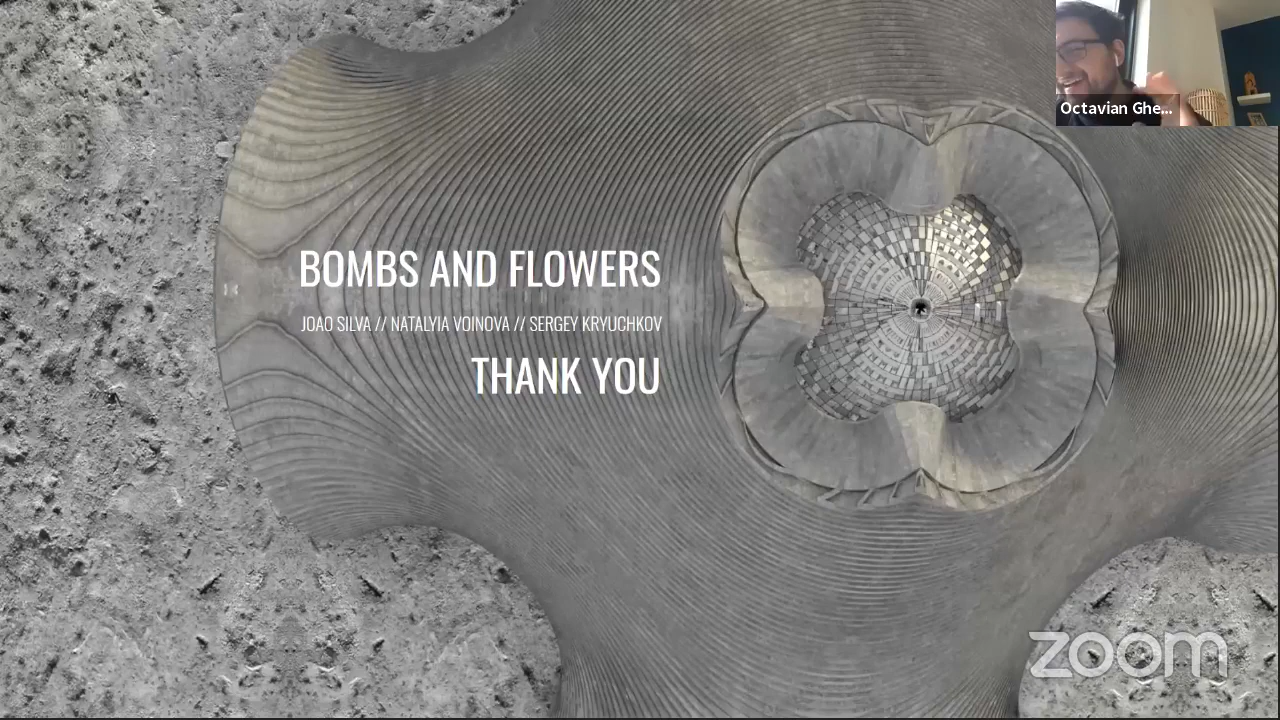 Octavian Ghe...
BOMBS AND FLOWERS
JOAO SILVA // NATALYIA VOINOVA // SERGEY KRYUCHKOV
THANK YOU
zoom